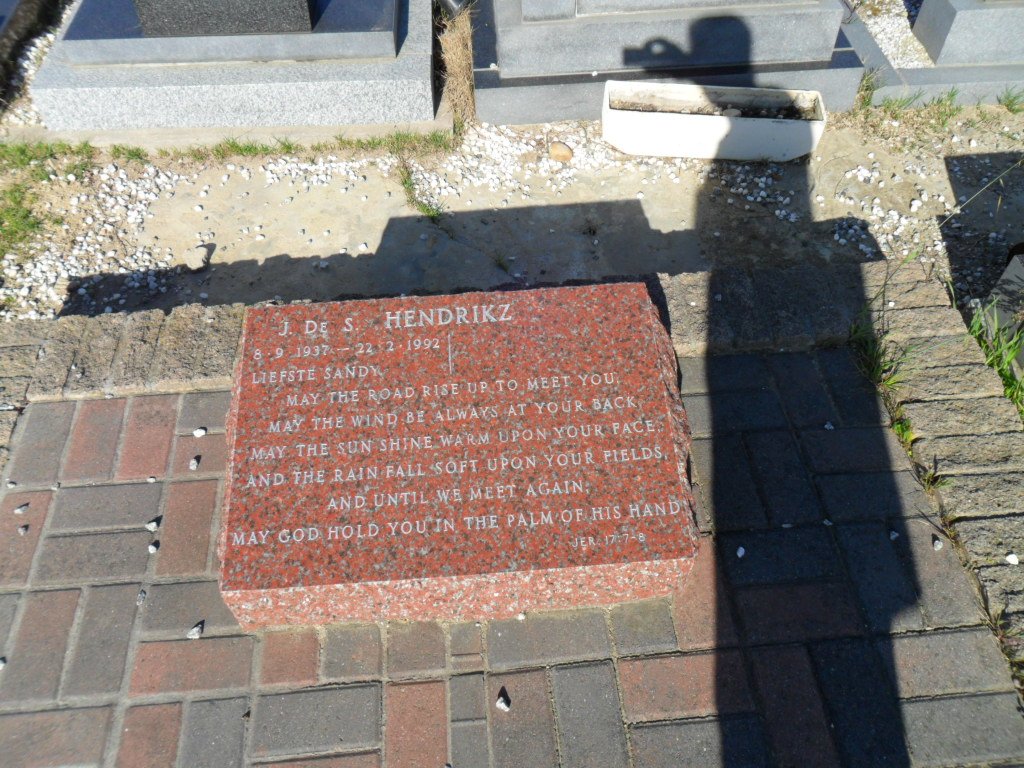 J. De S. HENDRIKZ
8·9·1937 — 22·2·1992
LIEFSTE SANDY,
MAY THE ROAD RISE UP TO MEET YOU,
MAY THE WIND BE ALWAYS AT YOUR BACK,
MAY THE SUN SHINE WARM UPON YOUR FACE,
AND THE RAIN FALL SOFT UPON YOUR FIELDS,
AND UNTIL WE MEET AGAIN,
MAY GOD HOLD YOU IN THE PALM OF HIS HAND
JER. 17:7-8